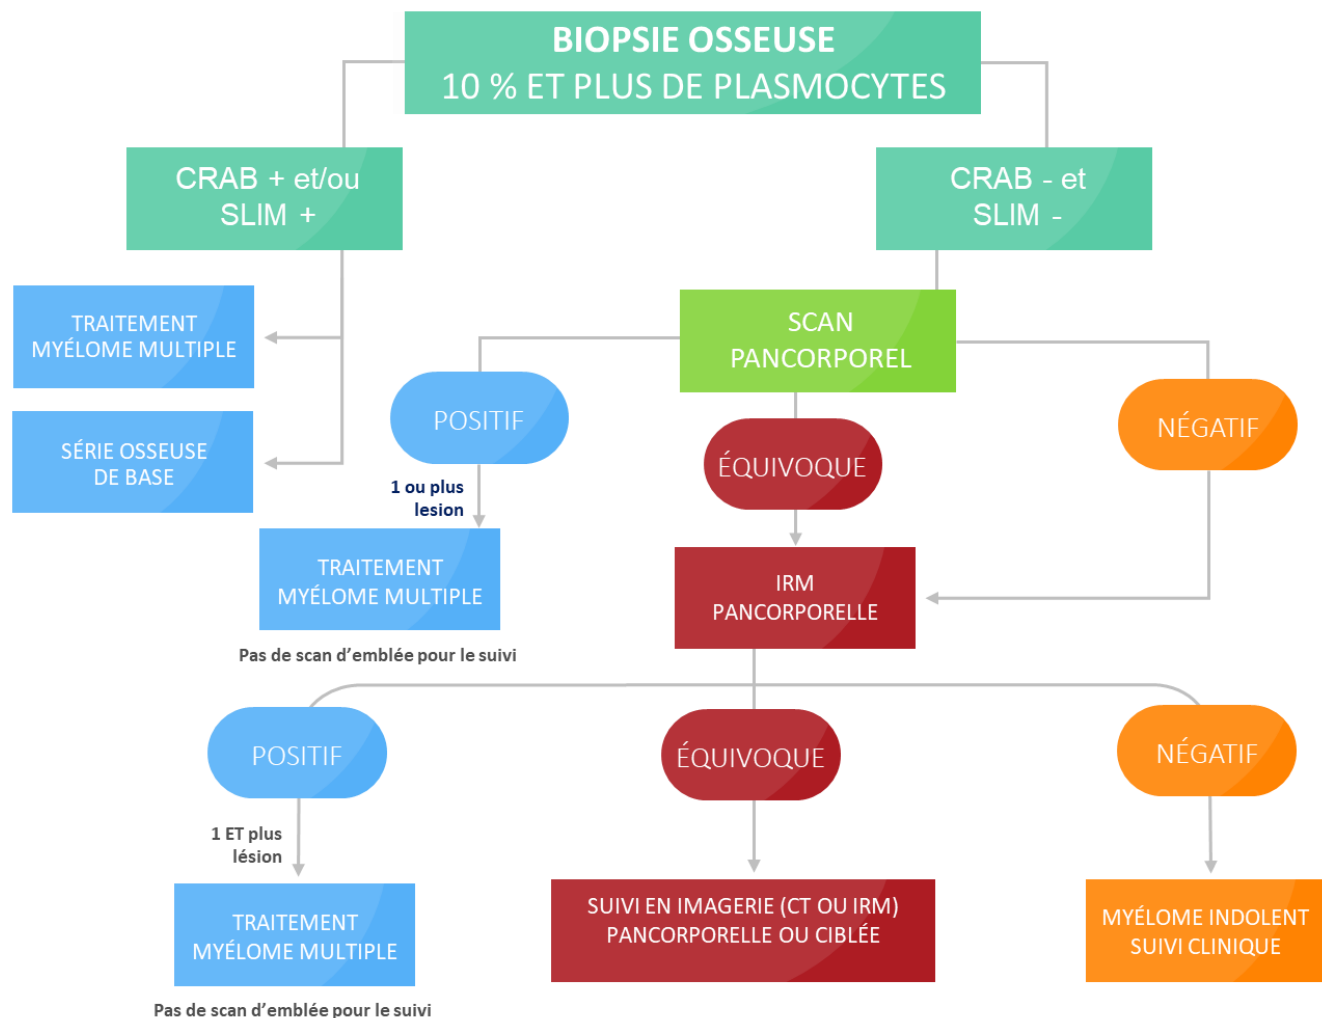 BIOPSIE OSSEUSE
10 % ET PLUS DE PLASMOCYTES
CRAB + et/ou
SLIM +
CRAB - et
SLIM -
TRAITEMENT
MYÉLOME MULTIPLE
SÉRIE OSSEUSE
DE BASE
SCAN
PANCORPOREL
POSITIF
ÉQUIVOQUE
NÉGATIF
1 ou plus
lesion
TRAITEMENT
MYÉLOME MULTIPLE
Pas de scan d’emblée pour le suivi
IRM
PANCORPORELLE
POSITIF
ÉQUIVOQUE
NÉGATIF
1 ET plus
lésion
TRAITEMENT
MYÉLOME MULTIPLE
Pas de scan d’emblée pour le suivi
SUIVI EN IMAGERIE (CT OU IRM)
PANCORPORELLE OU CIBLÉE
MYÉLOME INDOLENT
SUIVI CLINIQUE